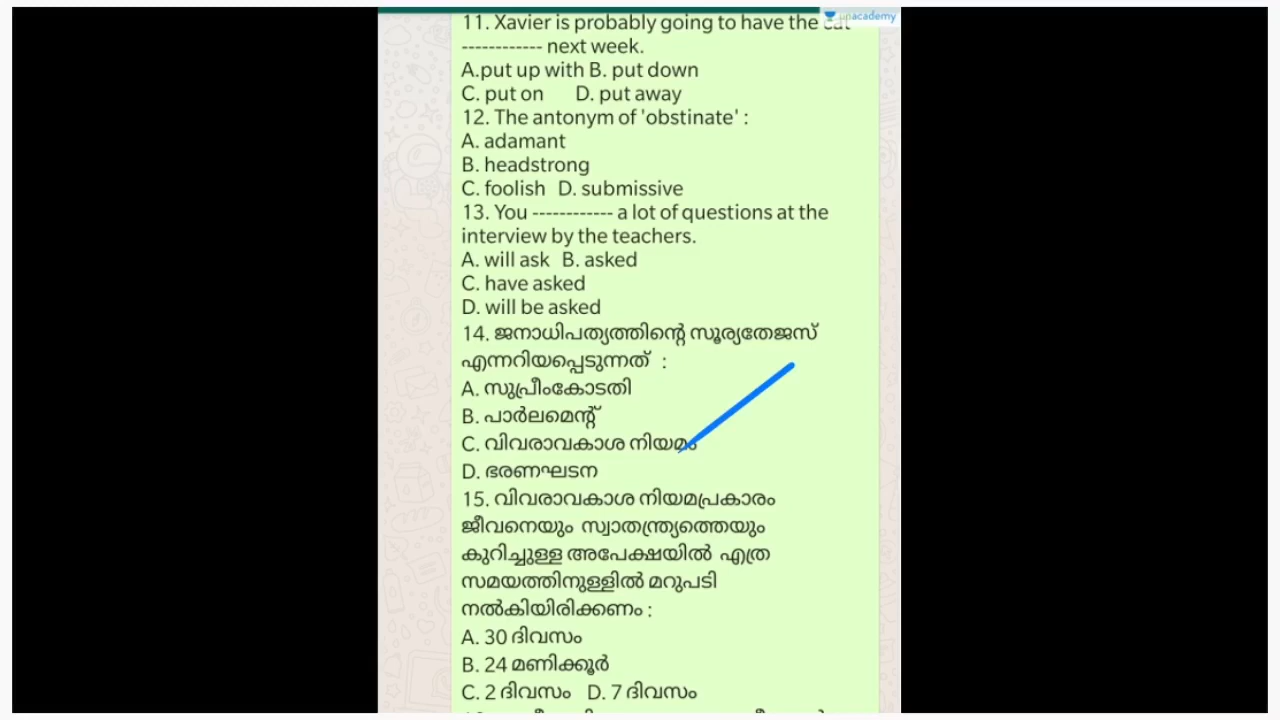 unacademy
11. Xavier is probably going to have the cat
------------ next week.
A.put up with B. put down
C. put on D. put away
12. The antonym of 'obstinate' :
A. adamant
B. headstrong
C. foolish D. submissive
13. You ------------ a lot of questions at the
interview by the teachers.
A. will ask B. asked
C. have asked
D. will be asked
14. ജനാധിപത്യത്തിന്റെ സൂര്യതേജസ്
എന്നറിയപ്പെടുന്നത് :
A. സുപ്രീംകോടതി
B. പാർലമെന്റ്
C. വിവരാവകാശ നിയമം
D. ഭരണഘടന
15. വിവരാവകാശ നിയമപ്രകാരം
ജീവനെയും സ്വാതന്ത്ര്യത്തെയും
കുറിച്ചുള്ള അപേക്ഷയിൽ എത്ര
സമയത്തിനുള്ളിൽ മറുപടി
നൽകിയിരിക്കണം :
A. 30 ദിവസം
B. 24 മണിക്കൂർ
C. 2 ദിവസം D. 7 ദിവസം